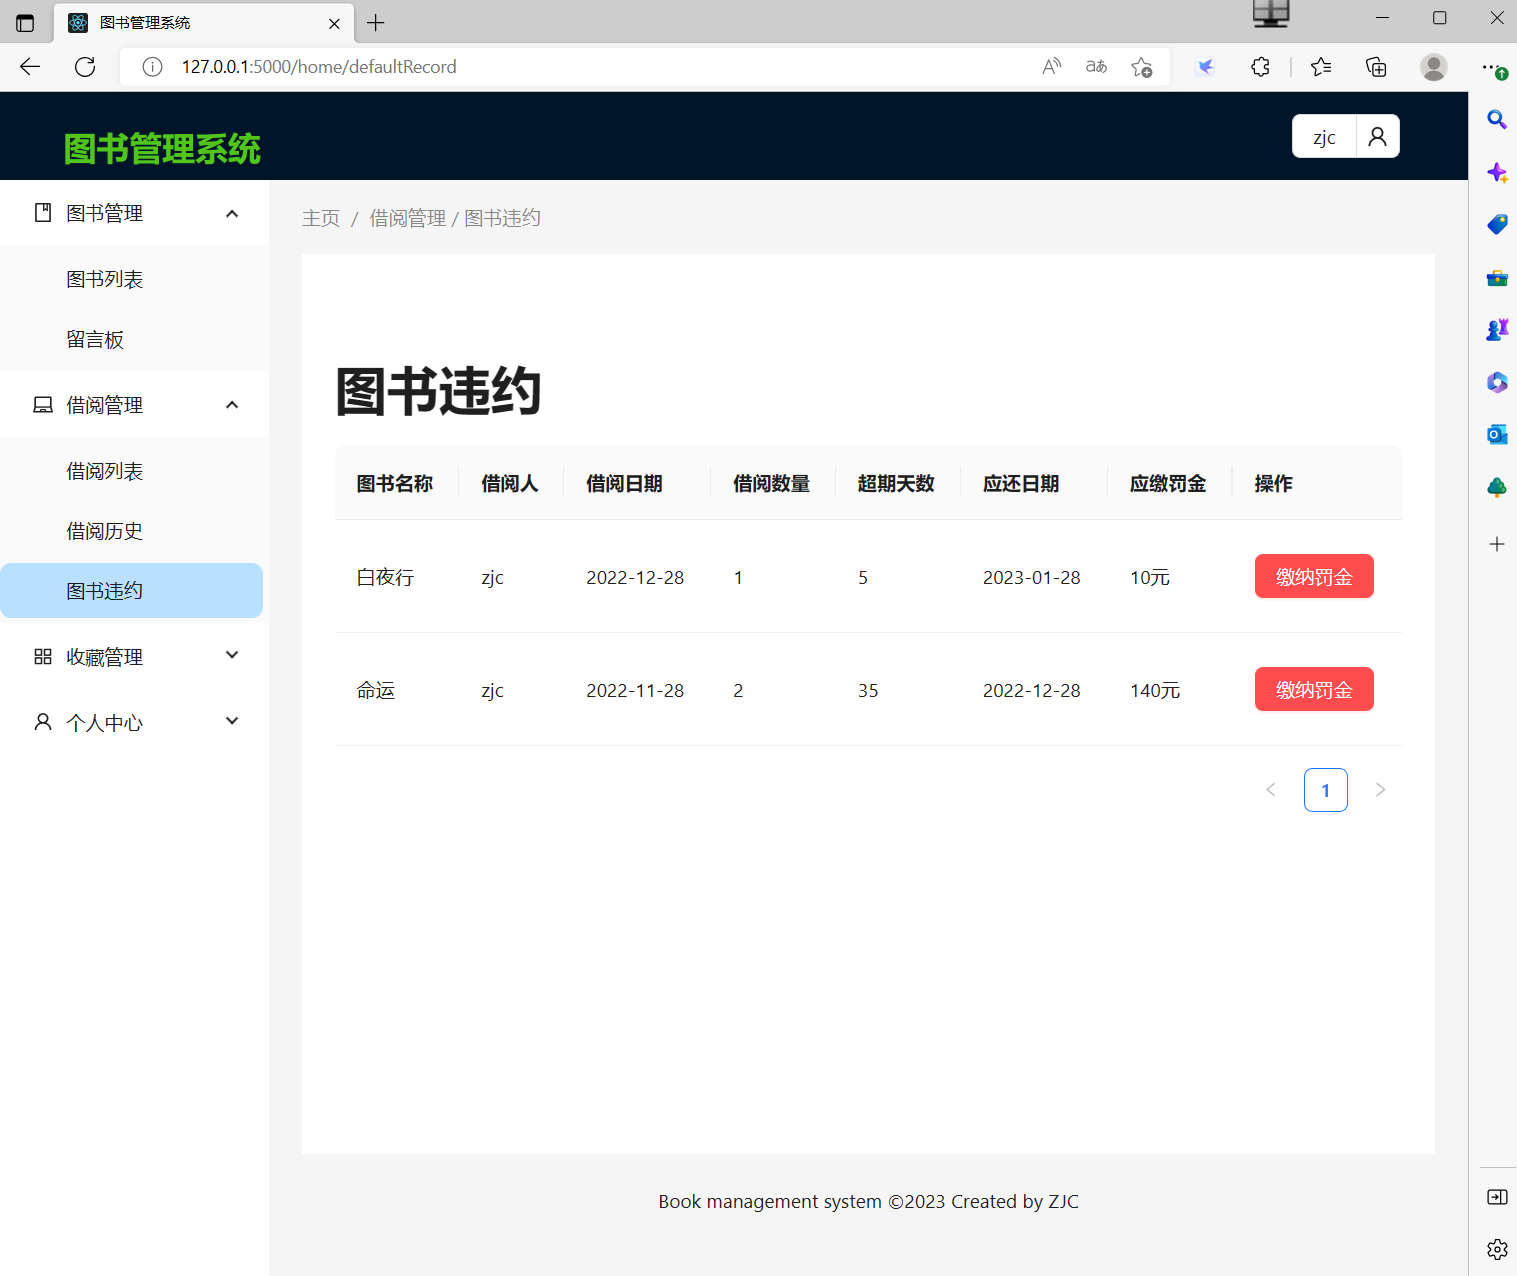 图书管理系统
127.0.0.1:5000/home/defaultRecord
图书管理系统
zjc
图书管理
图书列表
留言板
借阅管理
借阅列表
借阅历史
图书违约
收藏管理
个人中心
主页 / 借阅管理 / 图书违约
图书违约
图书名称 借阅人 借阅日期 借阅数量 超期天数 应还日期 应缴罚金 操作
白夜行 zjc 2022-12-28 1 5 2023-01-28 10元 缴纳罚金
命运 zjc 2022-11-28 2 35 2022-12-28 140元 缴纳罚金
1
Book management system ©2023 Created by ZJC